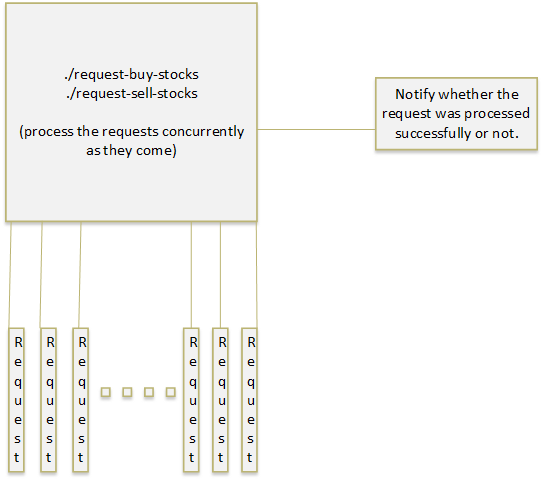 ./request-buy-stocks
./request-sell-stocks
(process the requests concurrently
as they come)
Notify whether the
request was processed
successfully or not.
Request
Request
Request
Request
Request
Request